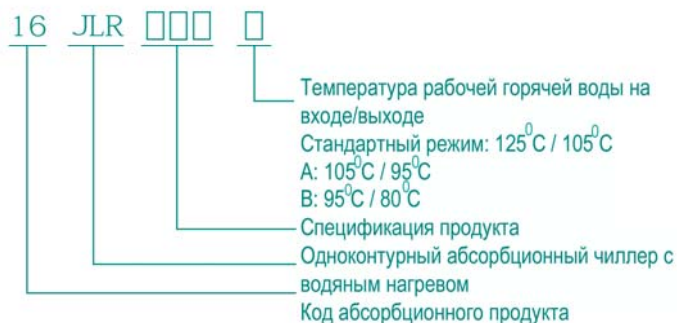 16 JLR □□□ □
Температура рабочей горячей воды на
входе/выходе
Стандартный режим: 125⁰C / 105⁰C
A: 105⁰C / 95⁰C
B: 95⁰C / 80⁰C
Спецификация продукта
Одноконтурный абсорбционный чиллер с
водяным нагревом
Код абсорбционного продукта